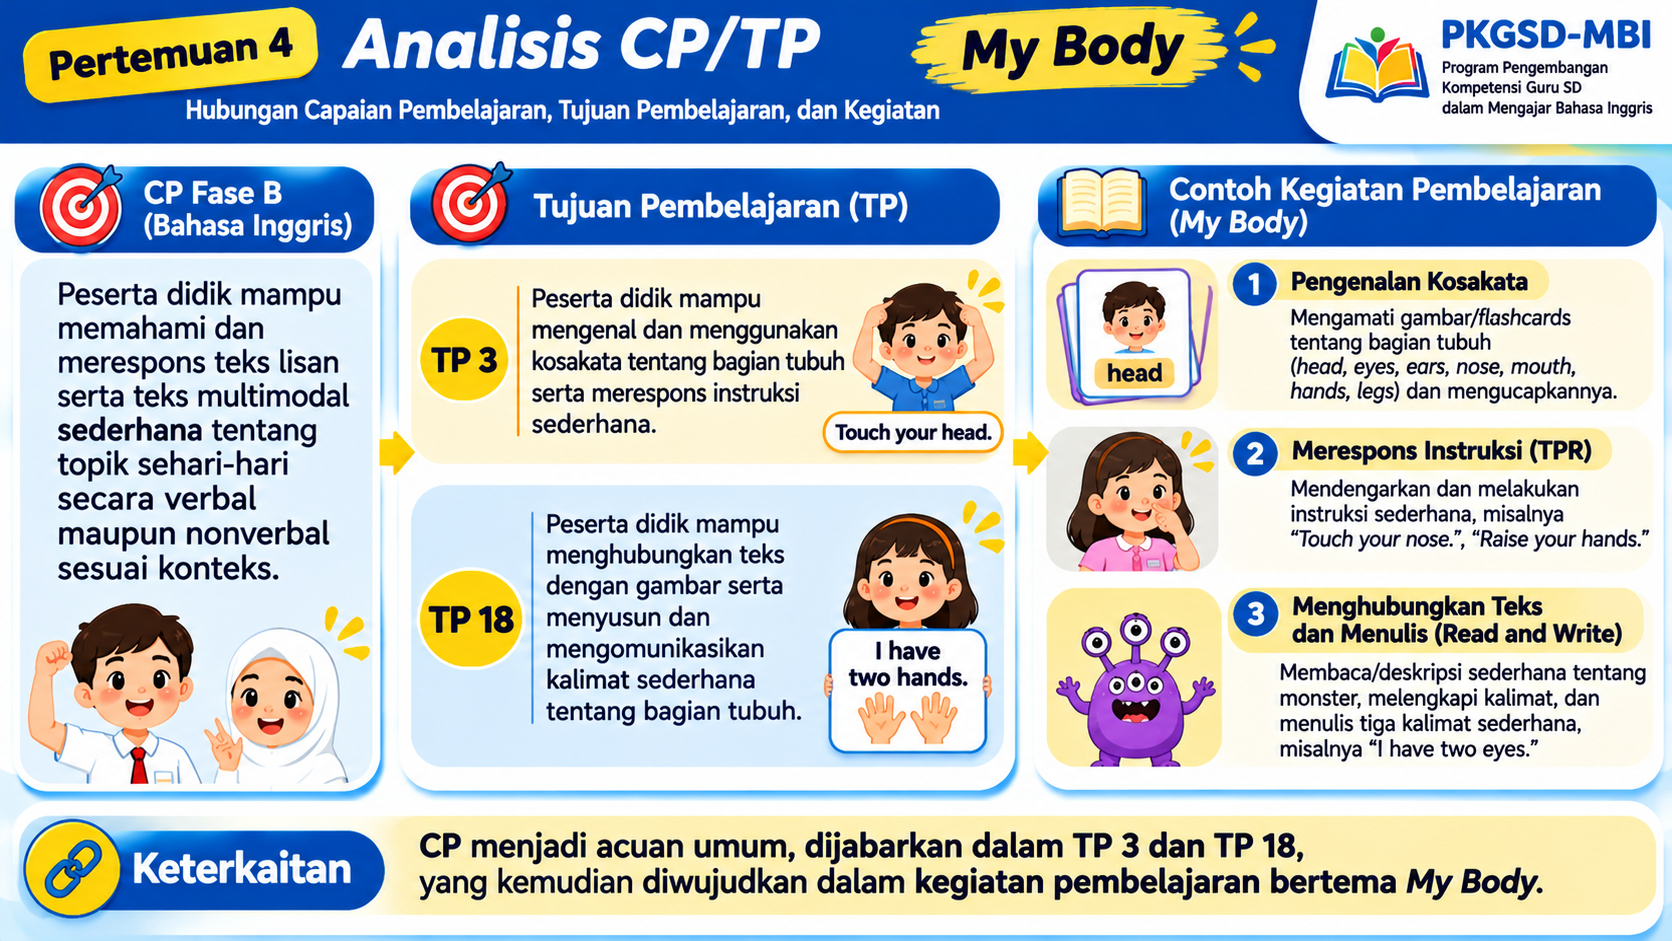 Pertemuan 4
Analisis CP/TP
My Body
Hubungan Capaian Pembelajaran, Tujuan Pembelajaran, dan Kegiatan
PKGSD-MBI
Program Pengembangan
Kompetensi Guru SD
dalam Mengajar Bahasa Inggris
CP Fase B
(Bahasa Inggris)
Peserta didik mampu
memahami dan
merespons teks lisan
serta teks multimodal
sederhana tentang
topik sehari-hari
secara verbal
maupun nonverbal
sesuai konteks.
Tujuan Pembelajaran (TP)
TP 3
Peserta didik mampu
mengenal dan menggunakan
kosakata tentang bagian tubuh
serta merespons instruksi
sederhana.
Touch your head.
TP 18
Peserta didik mampu
menghubungkan teks
dengan gambar serta
menyusun dan
mengomunikasikan
kalimat sederhana
tentang bagian tubuh.
I have
two hands.
Contoh Kegiatan Pembelajaran
(My Body)
head
1 Pengenalan Kosakata
Mengamati gambar/flashcards
tentang bagian tubuh
(head, eyes, ears, nose, mouth,
hands, legs) dan mengucapkannya.
2 Merespons Instruksi (TPR)
Mendengarkan dan melakukan
instruksi sederhana, misalnya
“Touch your nose.”, “Raise your hands.”
3 Menghubungkan Teks
dan Menulis (Read and Write)
Membaca/deskripsi sederhana tentang
monster, melengkapi kalimat, dan
menulis tiga kalimat sederhana,
misalnya “I have two eyes.”
Keterkaitan
CP menjadi acuan umum, dijabarkan dalam TP 3 dan TP 18,
yang kemudian diwujudkan dalam kegiatan pembelajaran bertema My Body.